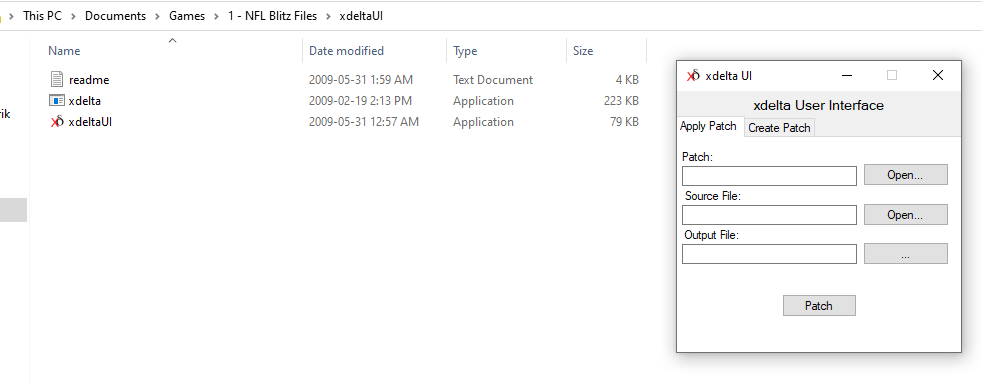 This PC > Documents > Games > 1 - NFL Blitz Files > xdeltaUI
Name Date modified Type Size
readme 2009-05-31 1:59 AM Text Document 4 KB
xdelta 2009-02-19 2:13 PM Application 223 KB
xdeltaUI 2009-05-31 12:57 AM Application 79 KB
rik
xdelta UI
xdelta User Interface
Apply Patch Create Patch
Patch:
Open...
Source File:
Open...
Output File:
...
Patch